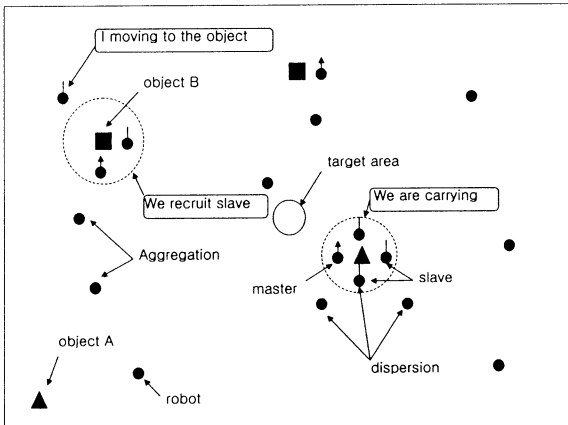 I moving to the object
object B
target area
We recruit slave
We are carrying
Aggregation
master
slave
object A
dispersion
robot